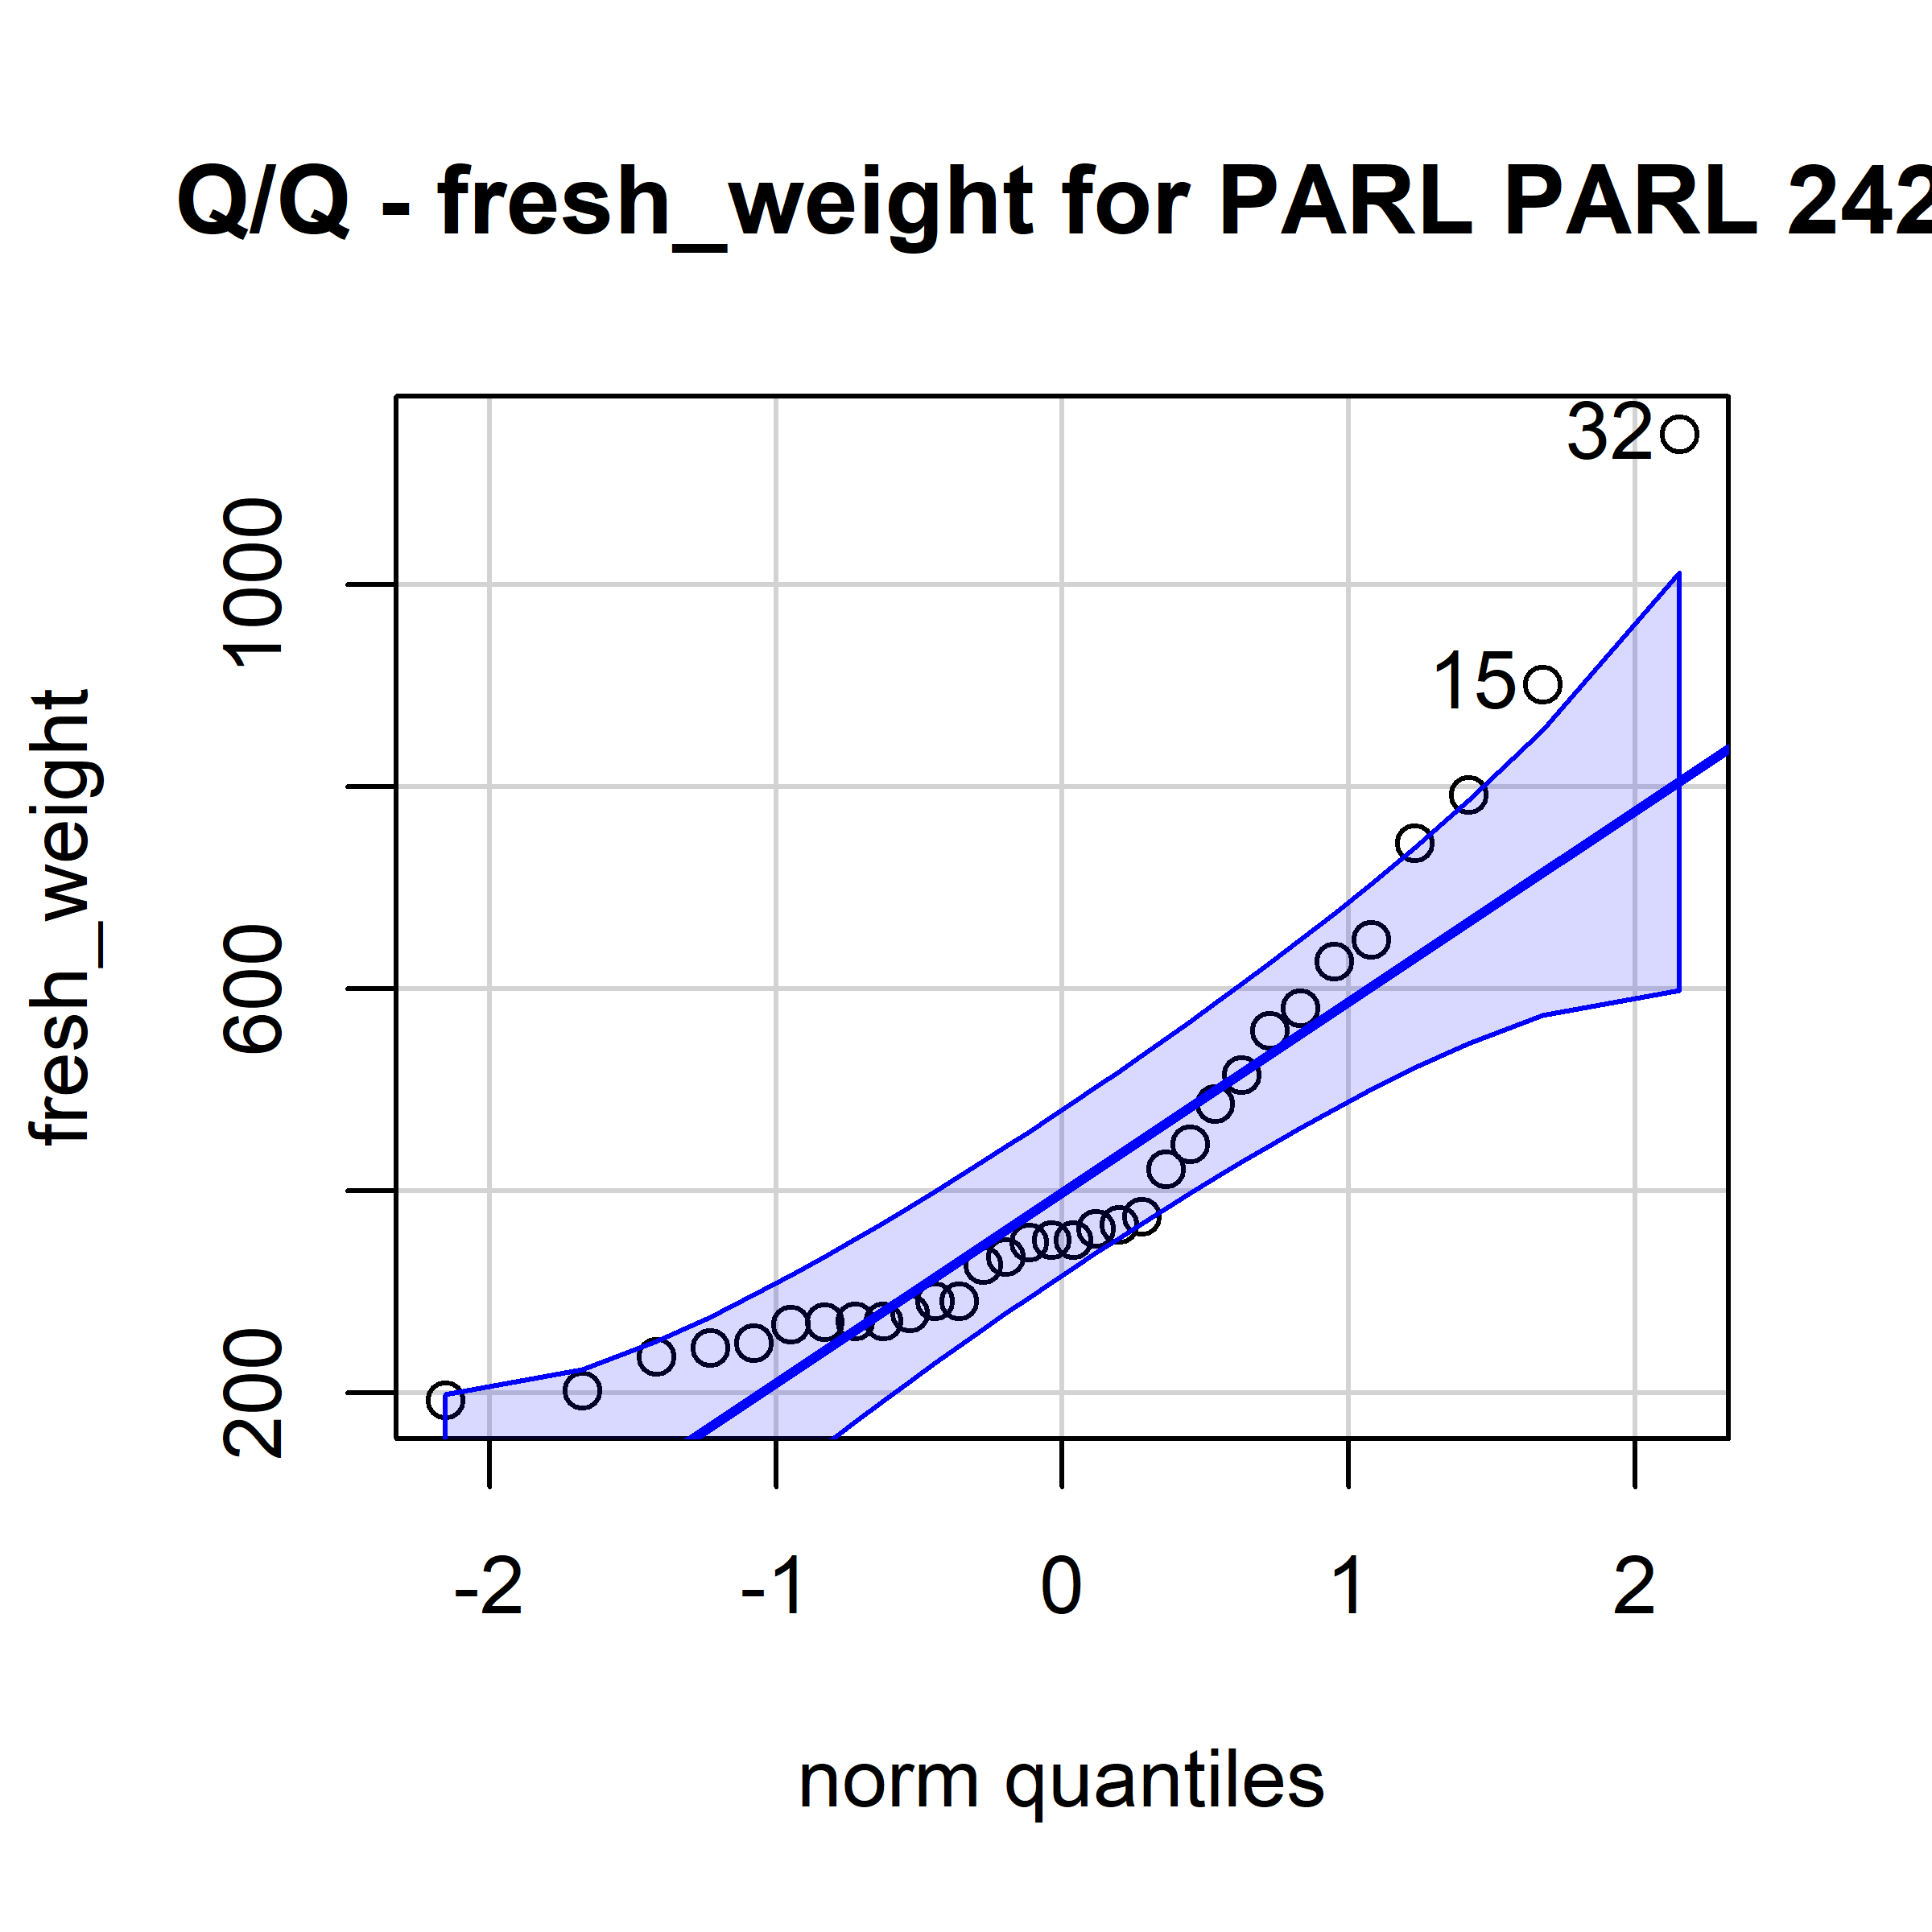 Q/Q - fresh_weight for PARL PARL 242
32
1000
15
fresh_weight
600
200
-2 -1 0 1 2
norm quantiles